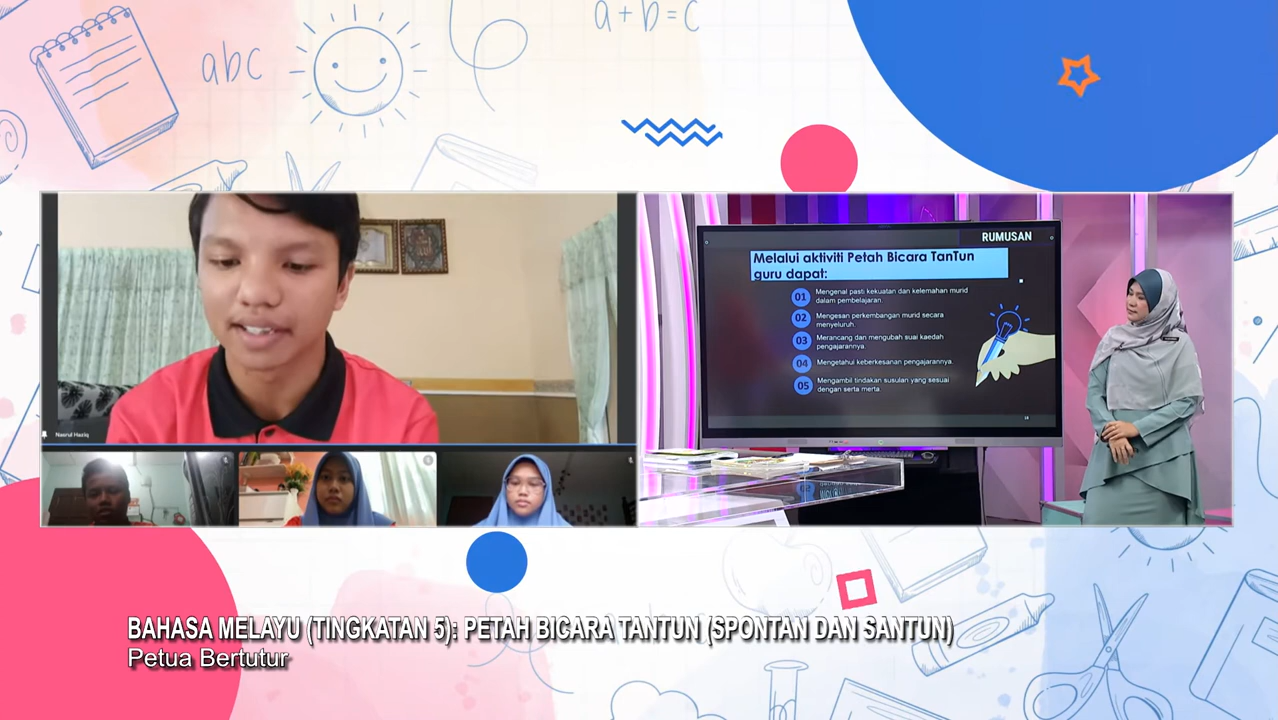 abc
a+b=c
RUMUSAN
Melalui aktiviti Petah Bicara TanTun
guru dapat:
01 Mengenal pasti kekuatan dan kelemahan murid
dalam pembelajaran.
02 Mengesan perkembangan murid secara
menyeluruh.
03 Merancang dan mengubah suai kaedah
pengajarannya.
04 Mengetahui keberkesanan pengajarannya.
05 Mengambil tindakan susulan yang sesuai
dengan serta merta
Nasrul Haziq
BAHASA MELAYU (TINGKATAN 5): PETAH BICARA TANTUN (SPONTAN DAN SANTUN)
Petua Bertutur